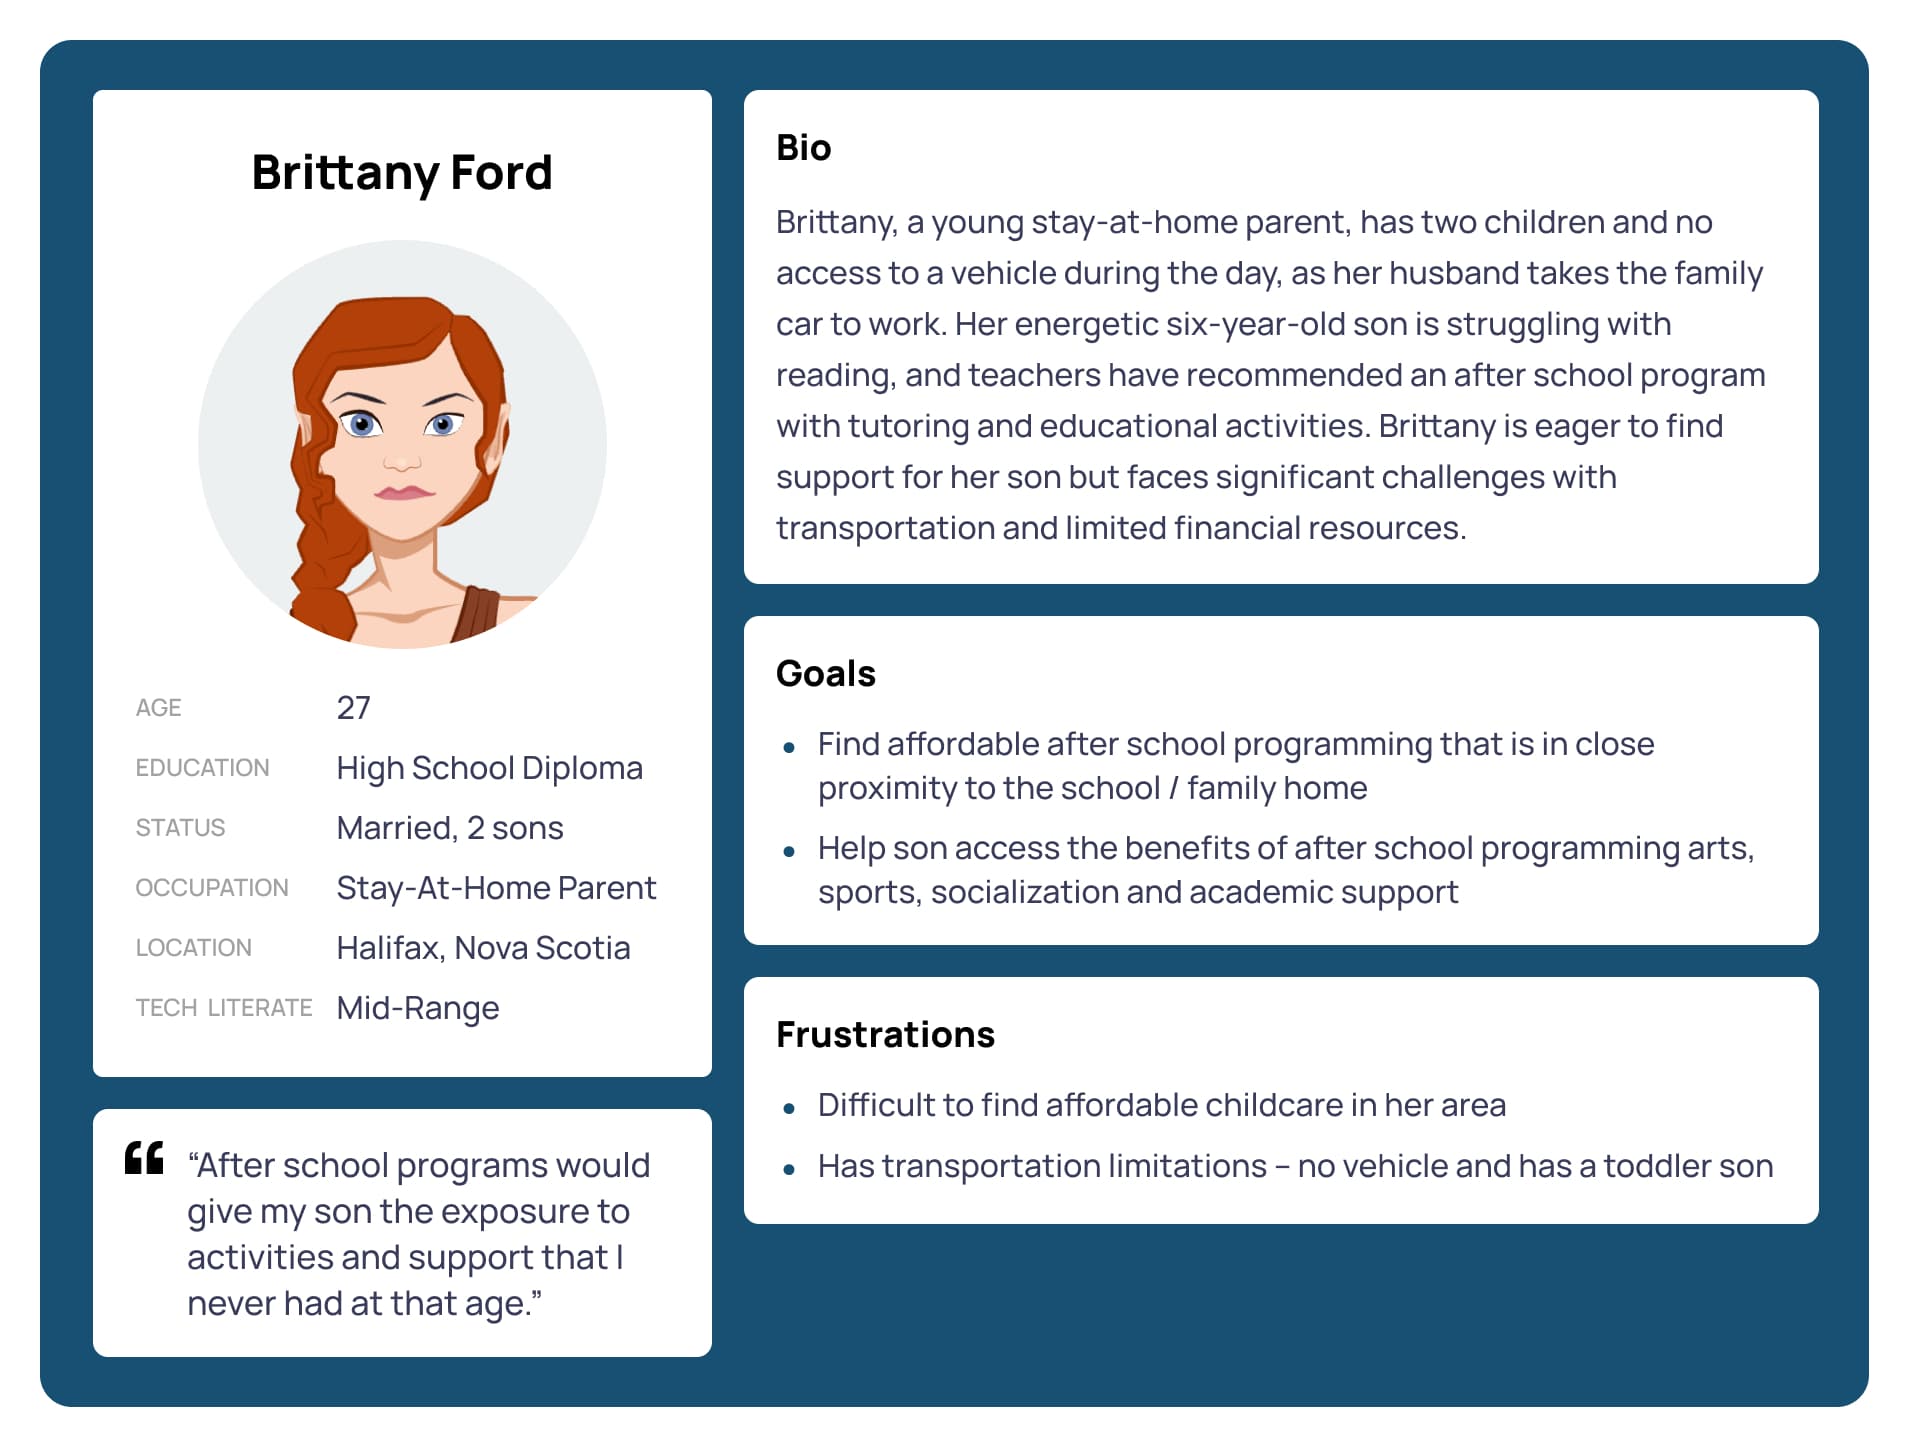 Brittany Ford
AGE 27
EDUCATION High School Diploma
STATUS Married, 2 sons
OCCUPATION Stay-At-Home Parent
LOCATION Halifax, Nova Scotia
TECH LITERATE Mid-Range
“After school programs would
give my son the exposure to
activities and support that I
never had at that age.”
Bio
Brittany, a young stay-at-home parent, has two children and no
access to a vehicle during the day, as her husband takes the family
car to work. Her energetic six-year-old son is struggling with
reading, and teachers have recommended an after school program
with tutoring and educational activities. Brittany is eager to find
support for her son but faces significant challenges with
transportation and limited financial resources.
Goals
• Find affordable after school programming that is in close
proximity to the school / family home
• Help son access the benefits of after school programming arts,
sports, socialization and academic support
Frustrations
• Difficult to find affordable childcare in her area
• Has transportation limitations – no vehicle and has a toddler son